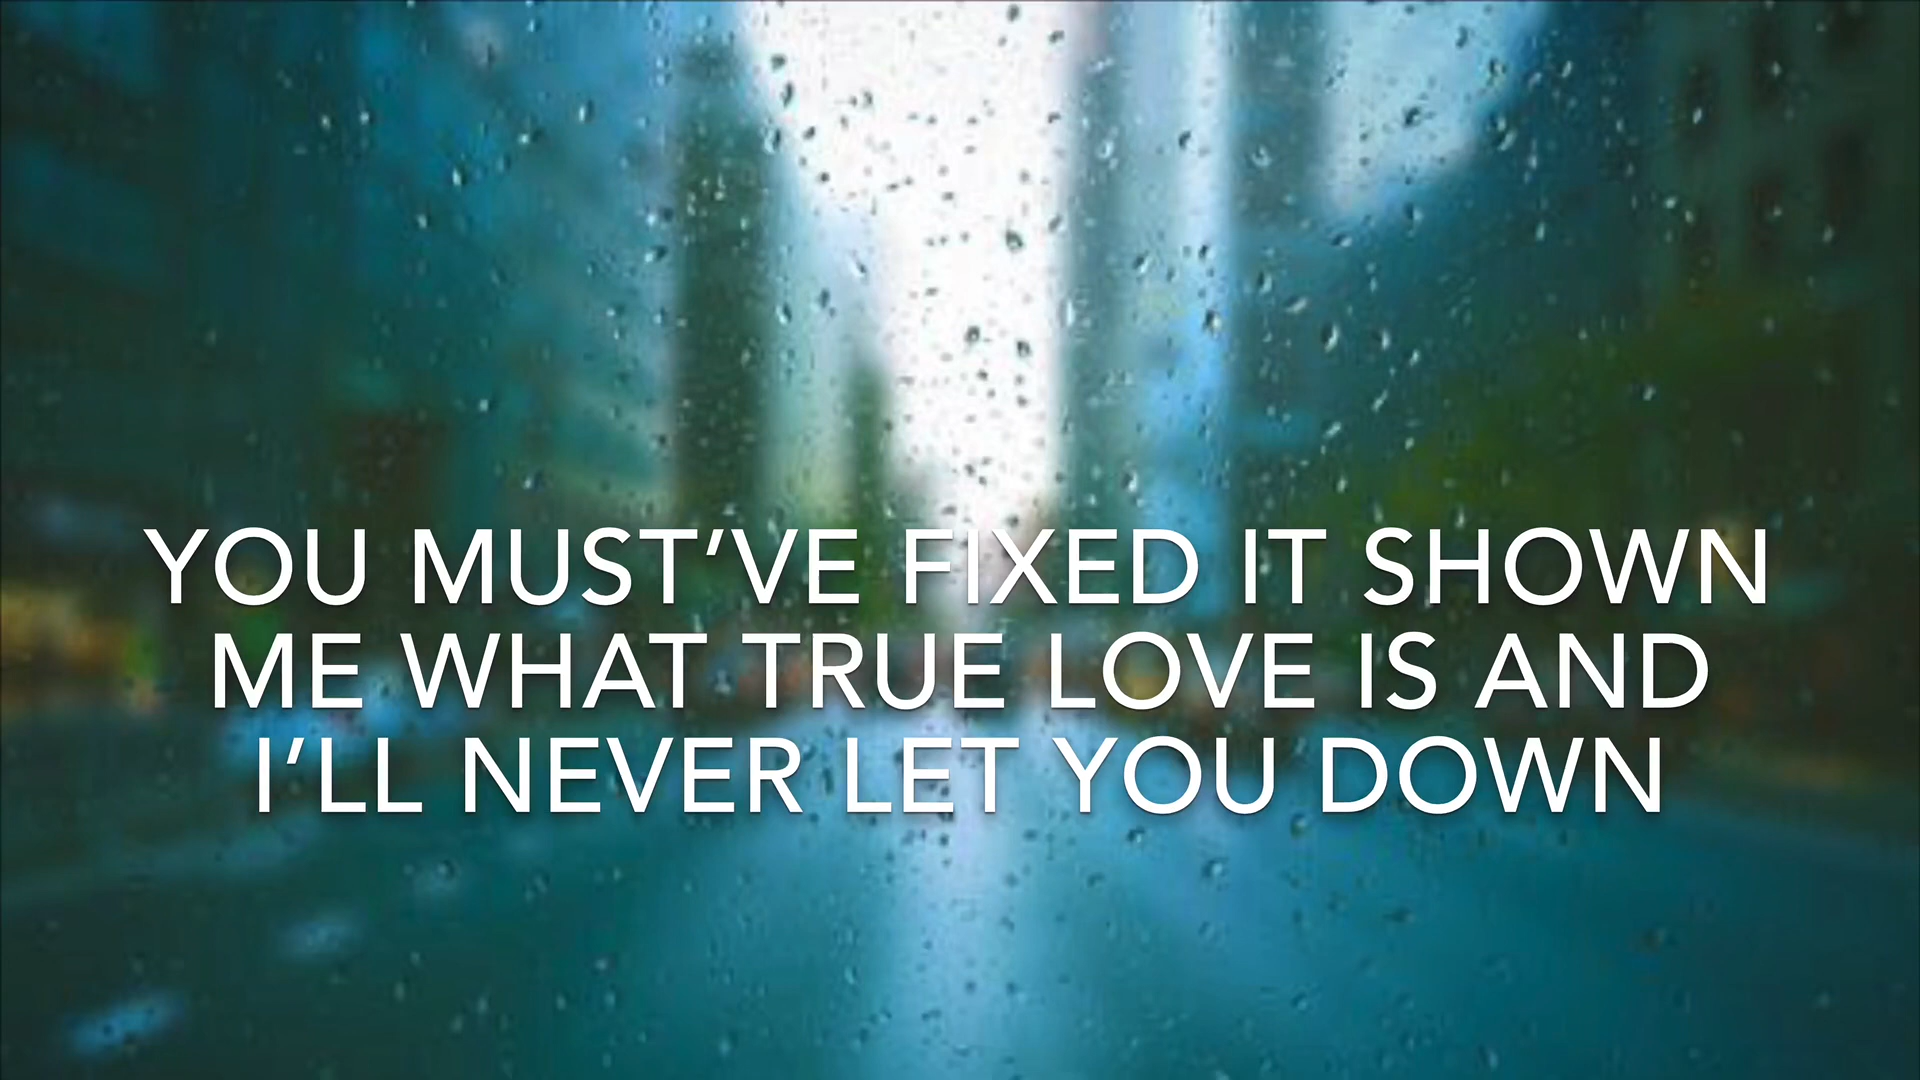 YOU MUST’VE FIXED IT SHOWN
ME WHAT TRUE LOVE IS AND
I’LL NEVER LET YOU DOWN